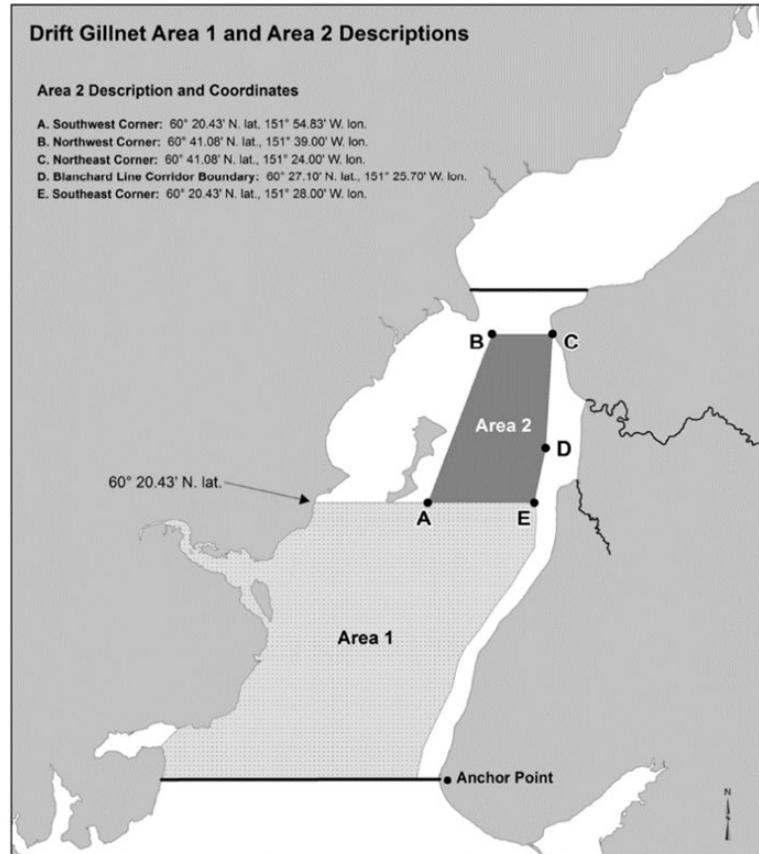 Drift Gillnet Area 1 and Area 2 Descriptions
Area 2 Description and Coordinates
A. Southwest Corner: 60° 20.43' N. lat, 151° 54.83' W. lon.
B. Northwest Corner: 60° 41.08' N. lat., 151° 39.00' W. lon.
C. Northeast Corner: 60° 41.08' N. lat., 151° 24.00' W. lon.
D. Blanchard Line Corridor Boundary: 60° 27.10' N. lat., 151° 25.70' W. lon.
E. Southeast Corner: 60° 20.43' N. lat., 151° 28.00' W. lon.
B
C
Area 2
D
60° 20.43' N. lat.
A
E
Area 1
Anchor Point
N